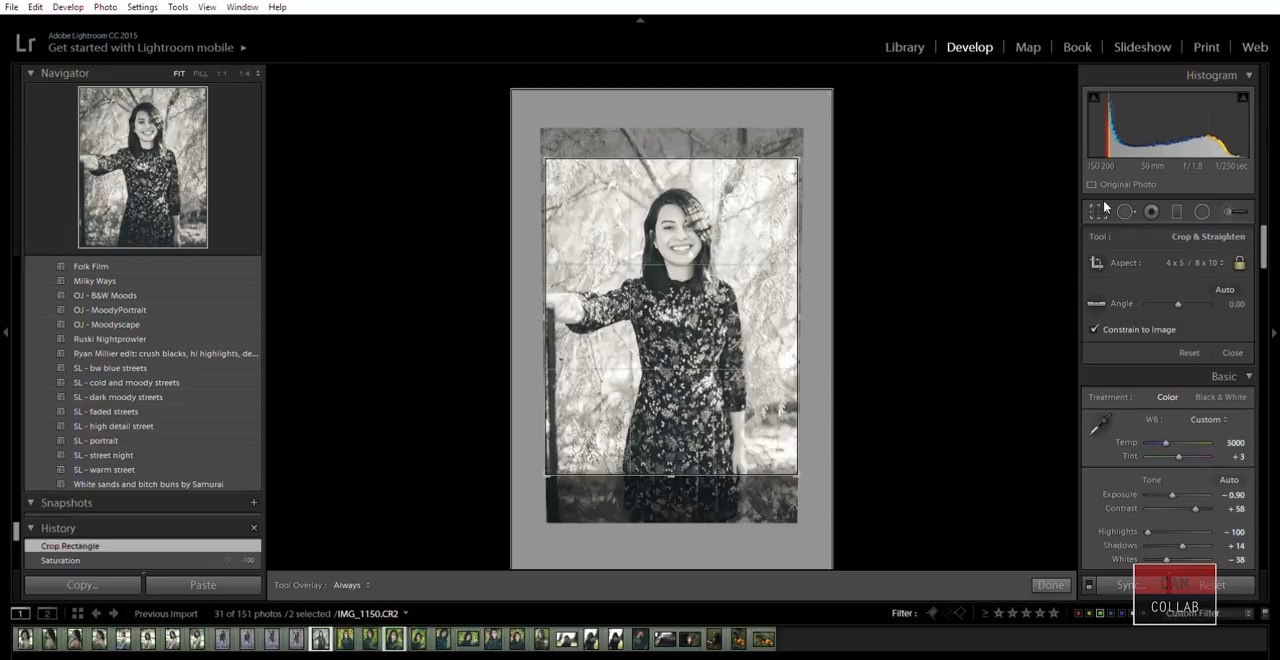 File Edit Develop Photo Settings Tools View Window Help
Lr
Adobe Lightroom CC 2015
Get started with Lightroom mobile
Library | Develop | Map | Book | Slideshow | Print | Web
Navigator FIT FILL 1:1 1:4
Histogram
ISO 200 50 mm f / 1.8 1/250 sec
Original Photo
Tool : Crop & Straighten
Aspect : 4 x 5 / 8 x 10
Auto
Angle 0.00
Constrain to Image
Reset Close
Basic
Treatment : Color Black & White
WB : Custom
Temp 5000
Tint + 3
Tone Auto
Exposure − 0.90
Contrast + 58
Highlights − 100
Shadows + 14
Whites − 38
Folk Film
Milky Ways
OJ - B&W Moods
OJ - MoodyPortrait
OJ - Moodyscape
Ruski Nightprowler
Ryan Millier edit: crush blacks, hi highlights, de...
SL - bw blue streets
SL - cold and moody streets
SL - dark moody streets
SL - faded streets
SL - high detail street
SL - portrait
SL - street night
SL - warm street
White sands and bitch buns by Samurai
Snapshots
History
Crop Rectangle
Saturation -100
Copy... Paste
Tool Overlay : Always
Done
Sync... Reset
CAM
COLLAB
1 2 Previous Import 31 of 151 photos /2 selected /IMG_1150.CR2
Filter : Custom Filter